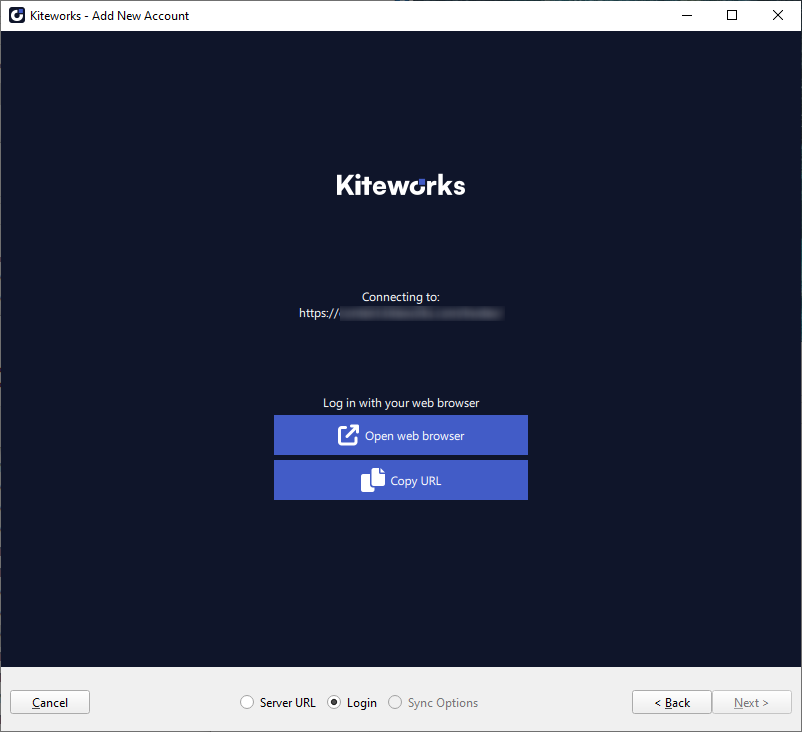 Kiteworks - Add New Account
Kiteworks
Connecting to:
https://
Log in with your web browser
Open web browser
Copy URL
Cancel
Server URL
Login
Sync Options
< Back
Next >